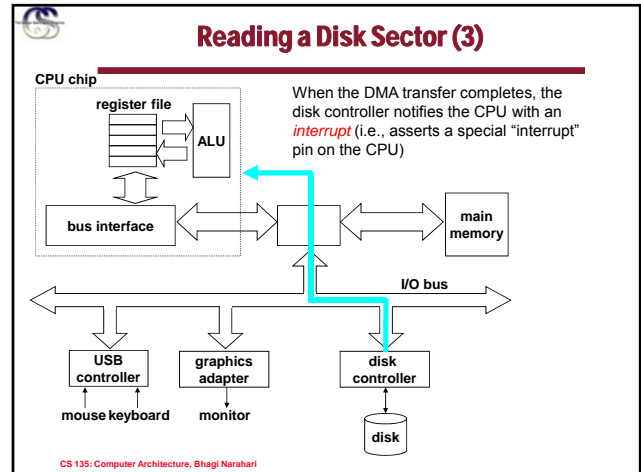 Reading a Disk Sector (3)
CPU chip
register file
ALU
When the DMA transfer completes, the
disk controller notifies the CPU with an
interrupt (i.e., asserts a special “interrupt”
pin on the CPU)
bus interface
main
memory
I/O bus
USB
controller
graphics
adapter
disk
controller
mouse keyboard
monitor
disk
CS 135: Computer Architecture, Bhagi Narahari